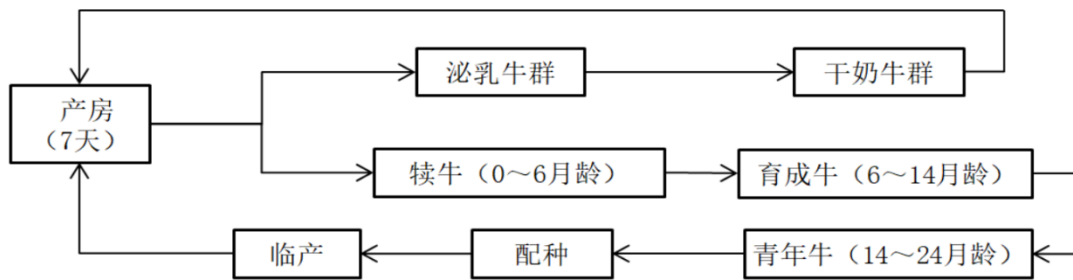 泌乳牛群
干奶牛群
产房
（7天）
犊牛（0～6月龄）
育成牛（6～14月龄）
临产
配种
青年牛（14～24月龄）